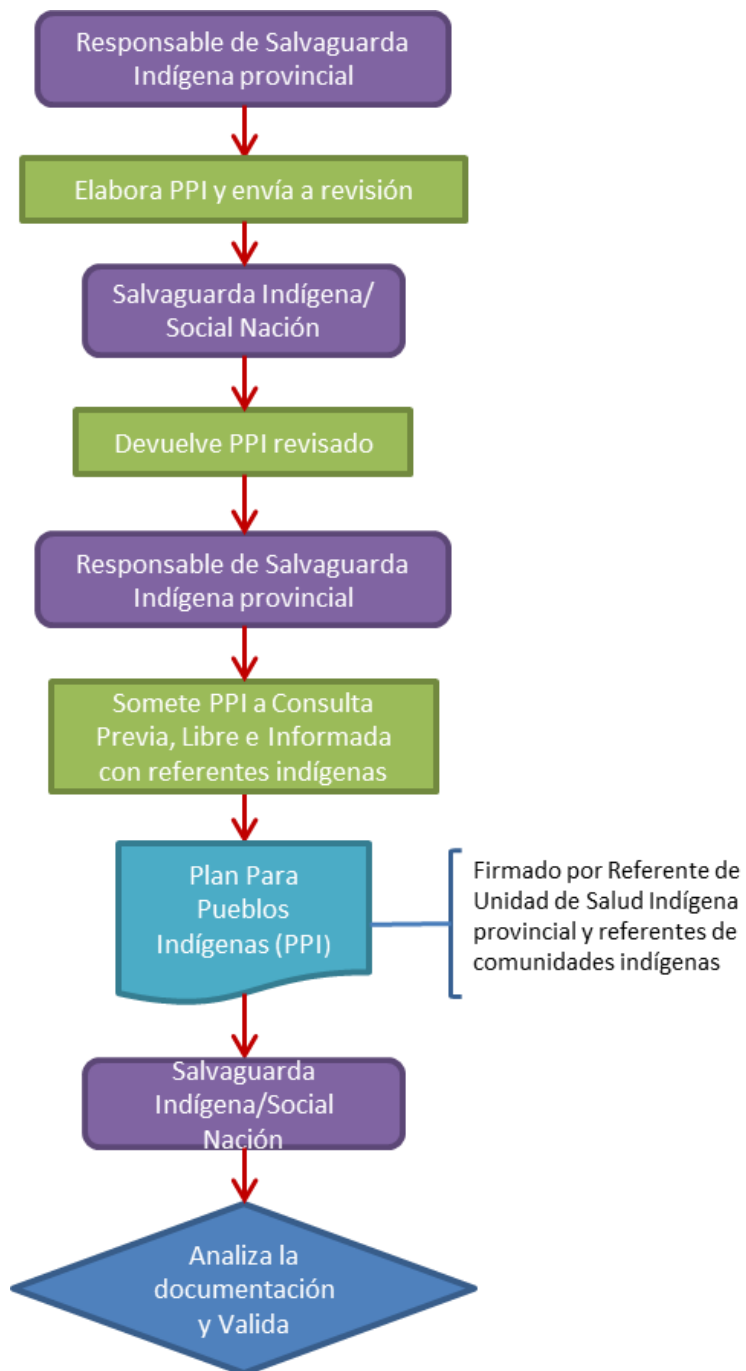 Responsable de Salvaguarda
Indígena provincial
Elabora PPI y envía a revisión
Salvaguarda Indígena/
Social Nación
Devuelve PPI revisado
Responsable de Salvaguarda
Indígena provincial
Somete PPI a Consulta
Previa, Libre e Informada
con referentes indígenas
Plan Para
Pueblos
Indígenas (PPI)
Firmado por Referente de
Unidad de Salud Indígena
provincial y referentes de
comunidades indígenas
Salvaguarda
Indígena/Social
Nación
Analiza la
documentación
y Valida